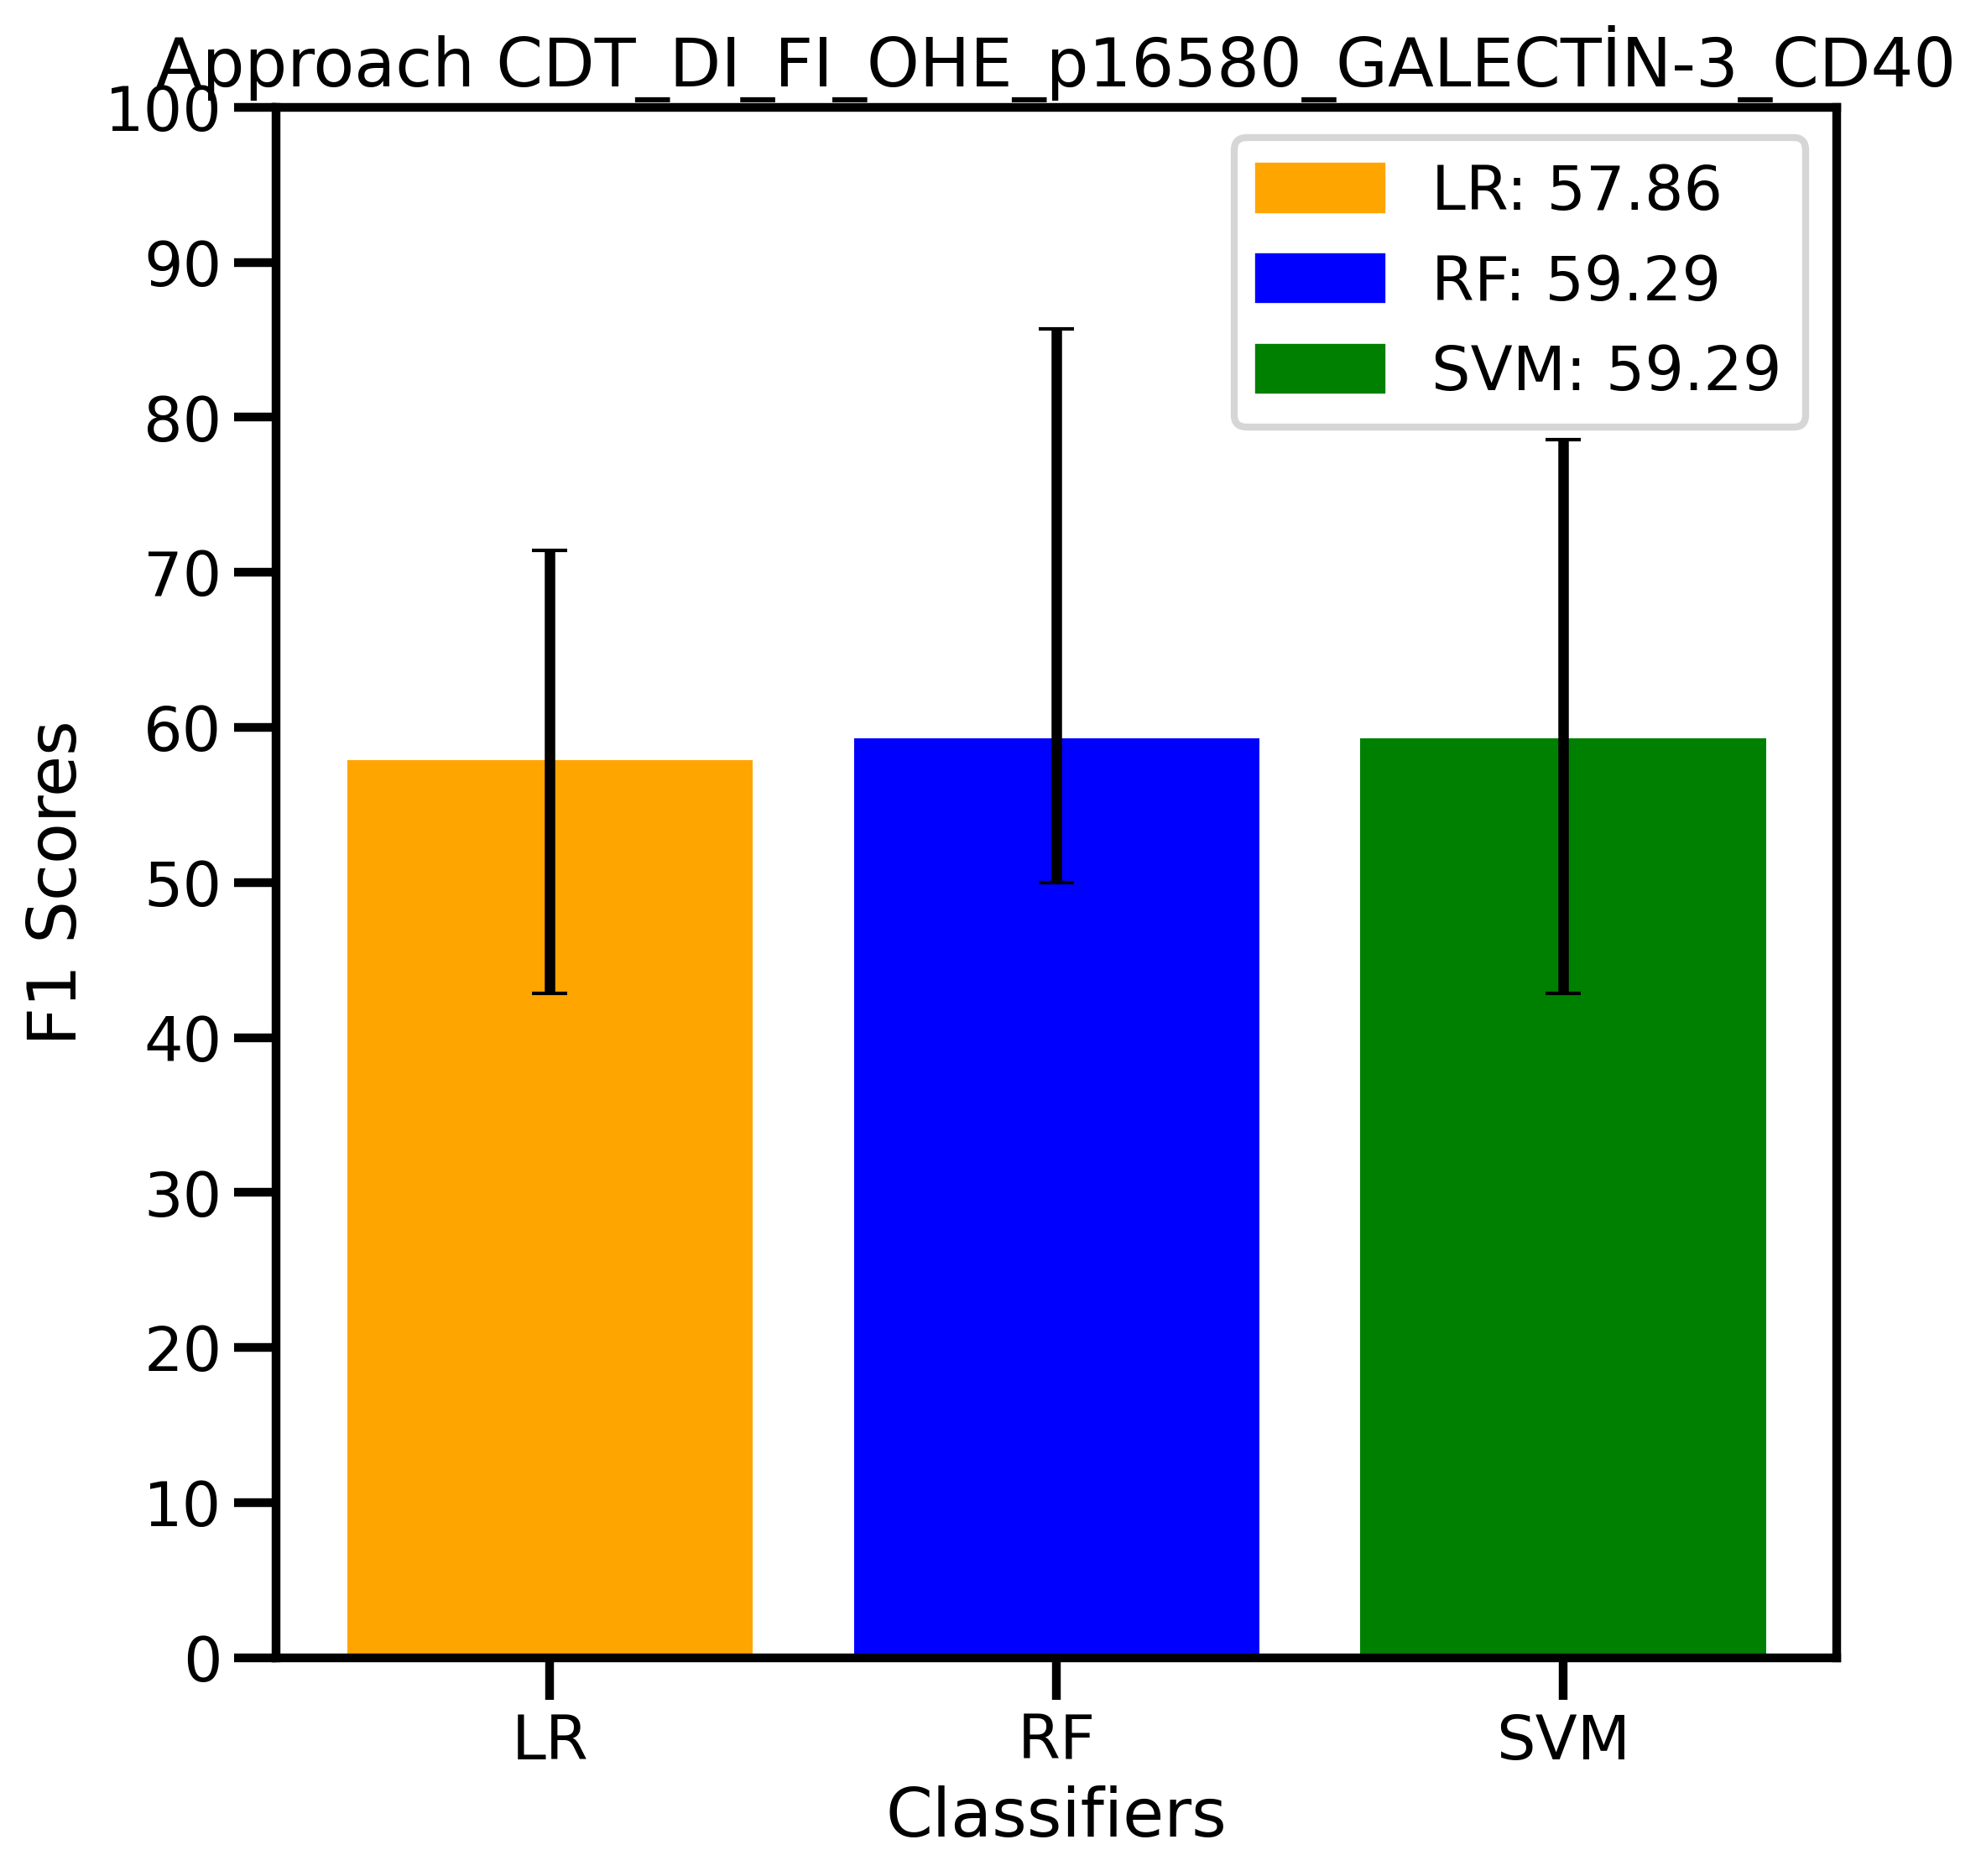 Approach CDT_DI_FI_OHE_p16580_GALECTİN-3_CD40
100
90
80
70
60
50
40
30
20
10
0
F1 Scores
LR: 57.86
RF: 59.29
SVM: 59.29
LR
RF
SVM
Classifiers